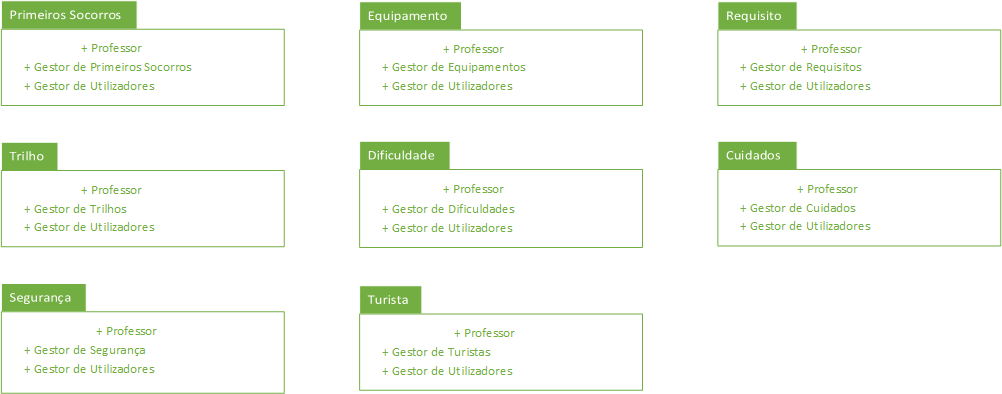 Primeiros Socorros
+ Professor
+ Gestor de Primeiros Socorros
+ Gestor de Utilizadores
Equipamento
+ Professor
+ Gestor de Equipamentos
+ Gestor de Utilizadores
Requisito
+ Professor
+ Gestor de Requisitos
+ Gestor de Utilizadores
Trilho
+ Professor
+ Gestor de Trilhos
+ Gestor de Utilizadores
Dificuldade
+ Professor
+ Gestor de Dificuldades
+ Gestor de Utilizadores
Cuidados
+ Professor
+ Gestor de Cuidados
+ Gestor de Utilizadores
Segurança
+ Professor
+ Gestor de Segurança
+ Gestor de Utilizadores
Turista
+ Professor
+ Gestor de Turistas
+ Gestor de Utilizadores